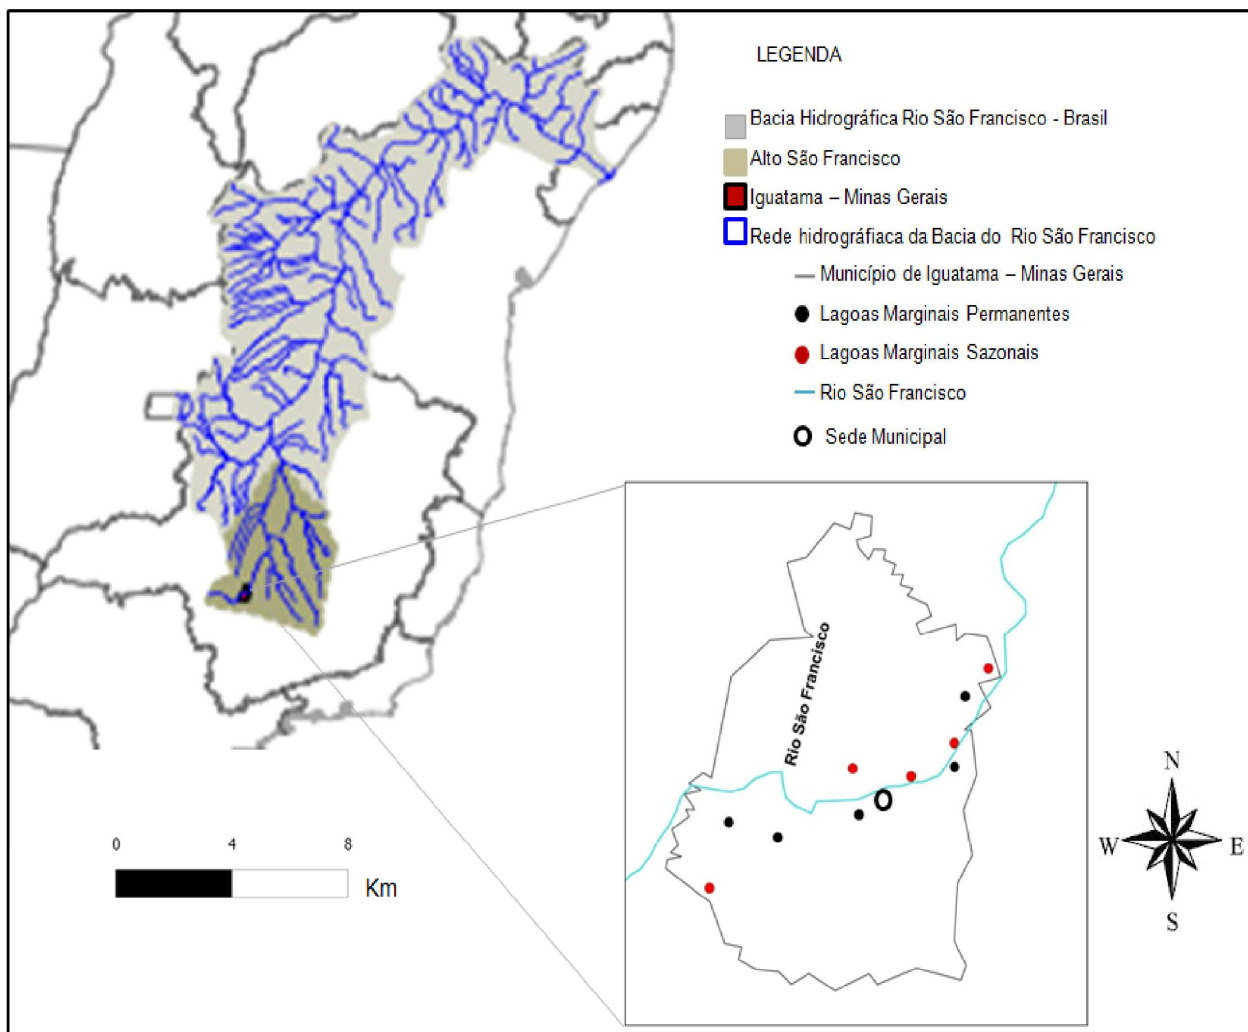 LEGENDA
Bacia Hidrográfica Rio São Francisco - Brasil
Alto São Francisco
Iguatama – Minas Gerais
Rede hidrográfiaca da Bacia do Rio São Francisco
Município de Iguatama – Minas Gerais
Lagoas Marginais Permanentes
Lagoas Marginais Sazonais
Rio São Francisco
Sede Municipal
Rio São Francisco
N
W
E
S
0 4 8
Km